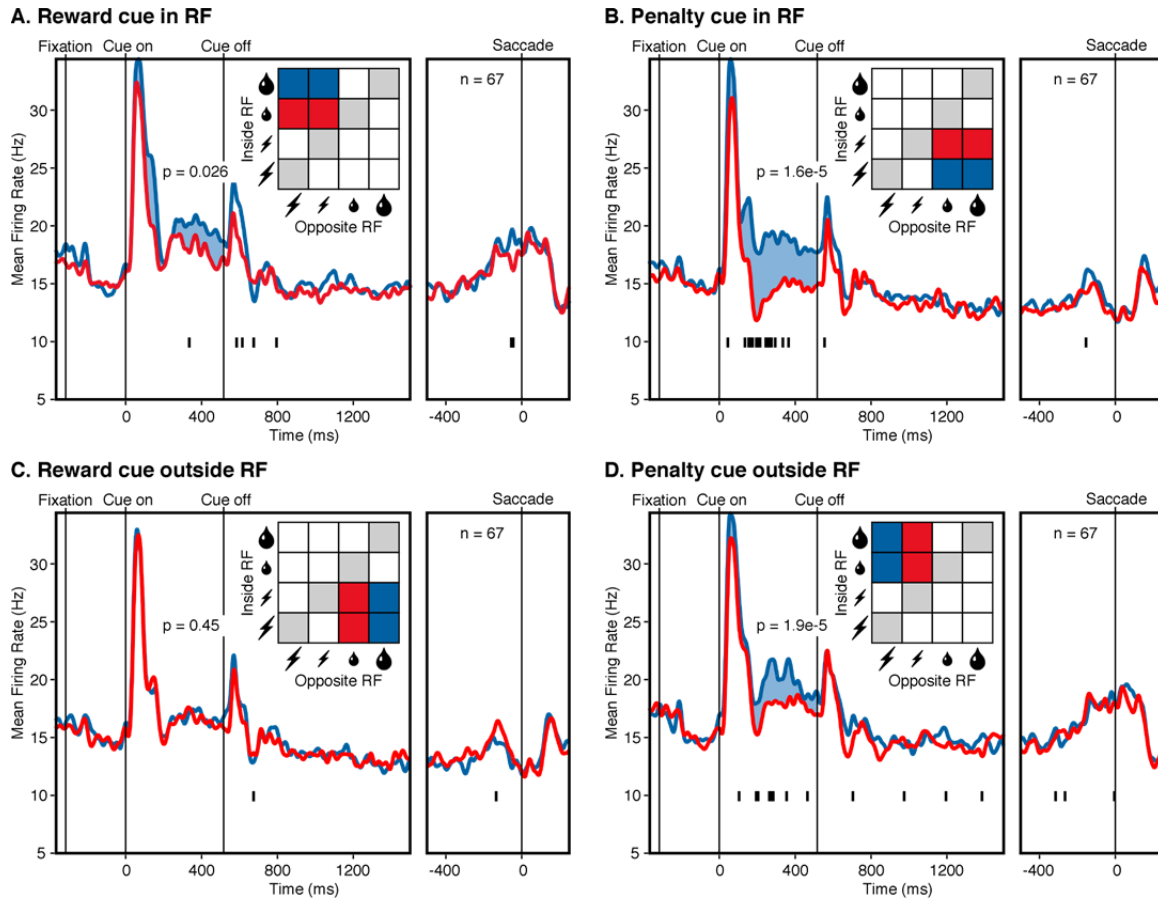 A. Reward cue in RF
Fixation Cue on Cue off Saccade
Mean Firing Rate (Hz)
30
25
20
15
10
5
p = 0.026
n = 67
Inside RF
Opposite RF
0 400 800 1200
-400 0
Time (ms)
B. Penalty cue in RF
Fixation Cue on Cue off Saccade
Mean Firing Rate (Hz)
30
25
20
15
10
5
p = 1.6e-5
n = 67
Inside RF
Opposite RF
0 400 800 1200
-400 0
Time (ms)
C. Reward cue outside RF
Fixation Cue on Cue off Saccade
Mean Firing Rate (Hz)
30
25
20
15
10
5
p = 0.45
n = 67
Inside RF
Opposite RF
0 400 800 1200
-400 0
Time (ms)
D. Penalty cue outside RF
Fixation Cue on Cue off Saccade
Mean Firing Rate (Hz)
30
25
20
15
10
5
p = 1.9e-5
n = 67
Inside RF
Opposite RF
0 400 800 1200
-400 0
Time (ms)